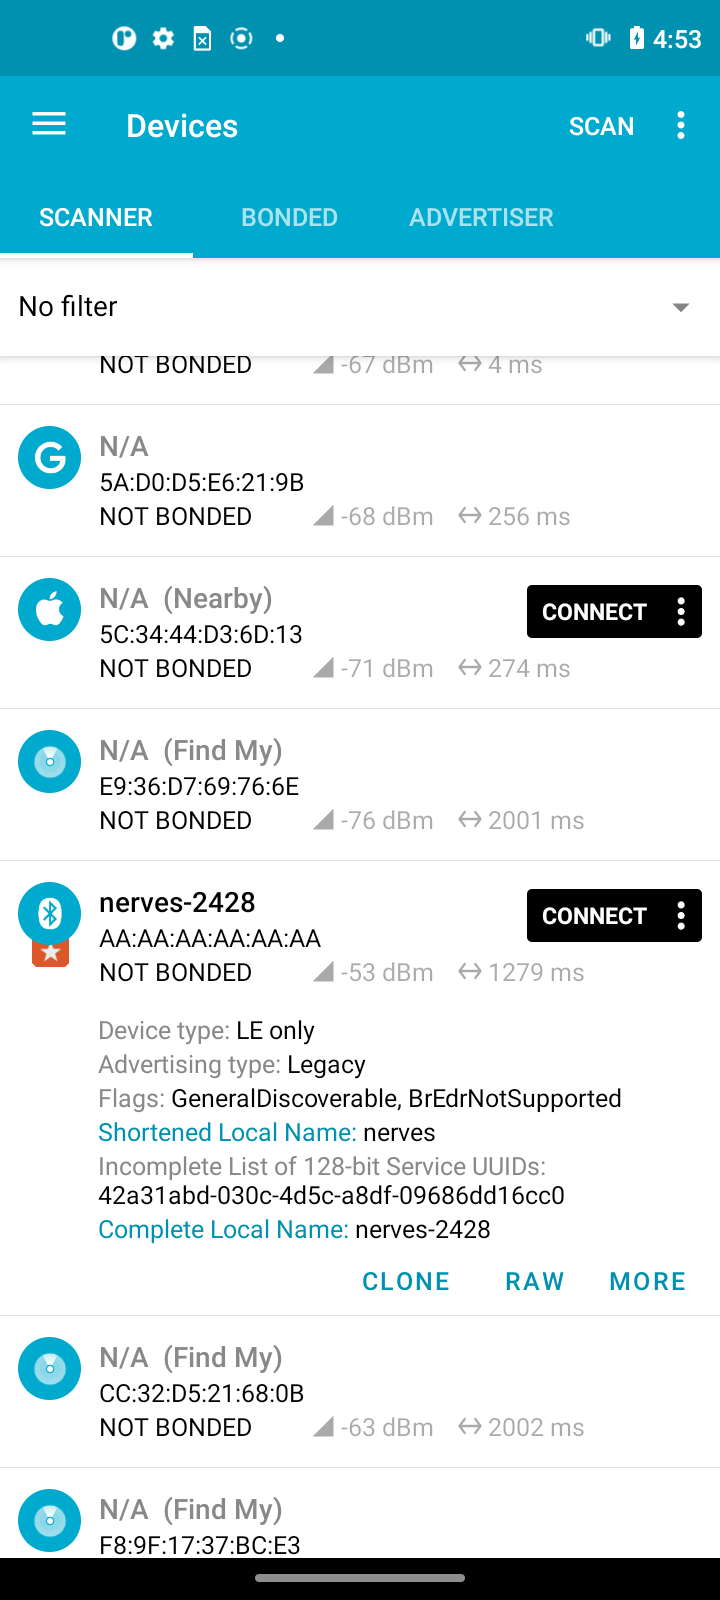 4:53
Devices
SCAN
SCANNER
BONDED
ADVERTISER
No filter
NOT BONDED -67 dBm 4 ms
N/A
5A:D0:D5:E6:21:9B
NOT BONDED -68 dBm 256 ms
N/A (Nearby)
CONNECT
5C:34:44:D3:6D:13
NOT BONDED -71 dBm 274 ms
N/A (Find My)
E9:36:D7:69:76:6E
NOT BONDED -76 dBm 2001 ms
nerves-2428
CONNECT
AA:AA:AA:AA:AA:AA
NOT BONDED -53 dBm 1279 ms
Device type: LE only
Advertising type: Legacy
Flags: GeneralDiscoverable, BrEdrNotSupported
Shortened Local Name: nerves
Incomplete List of 128-bit Service UUIDs:
42a31abd-030c-4d5c-a8df-09686dd16cc0
Complete Local Name: nerves-2428
CLONE RAW MORE
N/A (Find My)
CC:32:D5:21:68:0B
NOT BONDED -63 dBm 2002 ms
N/A (Find My)
F8:9F:17:37:BC:E3